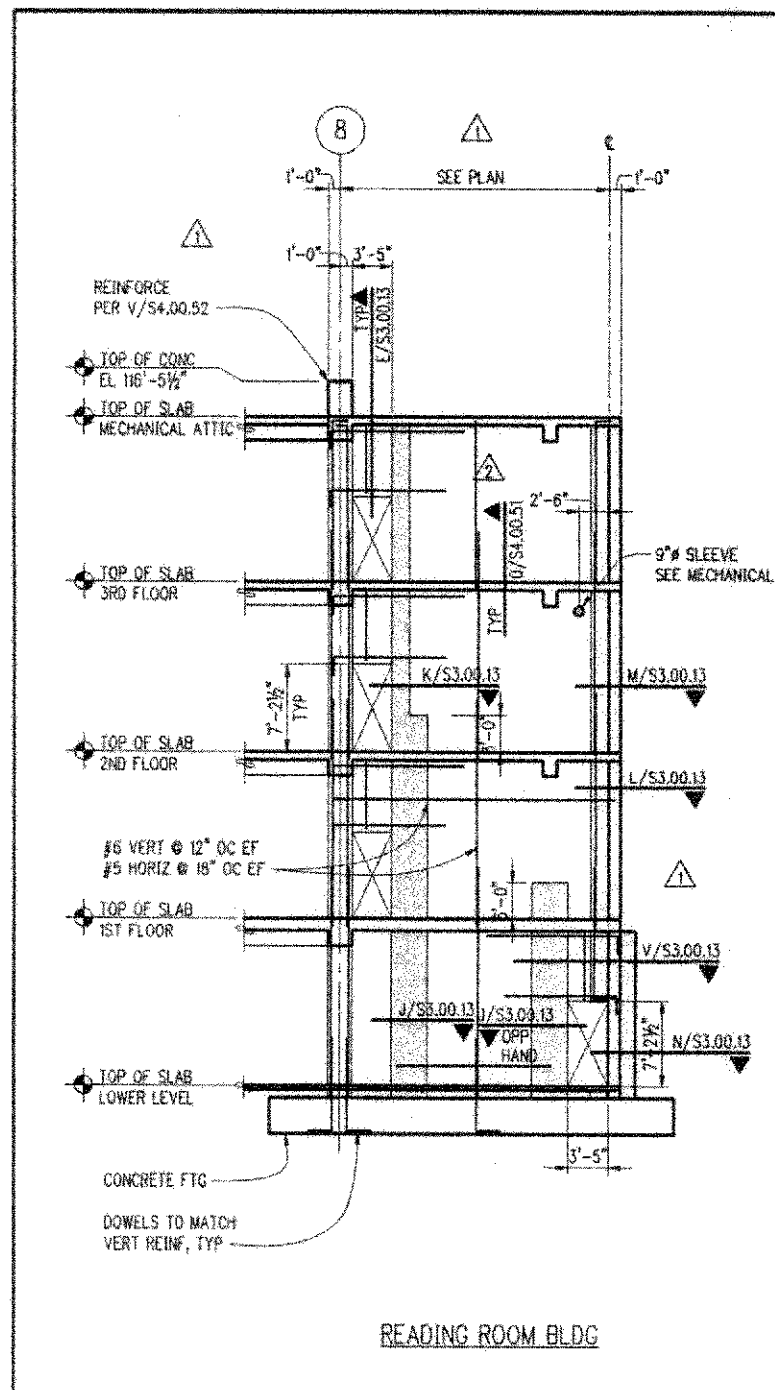 8
1
℄
1'-0"
SEE PLAN
1'-0"
1
1'-0"
3'-5"
REINFORCE
PER V/S4.00.52
TYP
E/S3.00.13
TOP OF CONC
EL 116'-5½"
TOP OF SLAB
MECHANICAL ATTIC
2
2'-6"
Q/S4.00.51
TYP
9"ø SLEEVE
SEE MECHANICAL
TOP OF SLAB
3RD FLOOR
K/S3.00.13
M/S3.00.13
7'-2½"
TYP
TOP OF SLAB
2ND FLOOR
L/S3.00.13
#6 VERT @ 12" OC EF
#5 HORIZ @ 18" OC EF
1
TOP OF SLAB
1ST FLOOR
V/S3.00.13
J/S3.00.13
J/S3.00.13
OPP
HAND
7'-2½"
N/S3.00.13
TOP OF SLAB
LOWER LEVEL
3'-5"
CONCRETE FTG
DOWELS TO MATCH
VERT REINF, TYP
READING ROOM BLDG